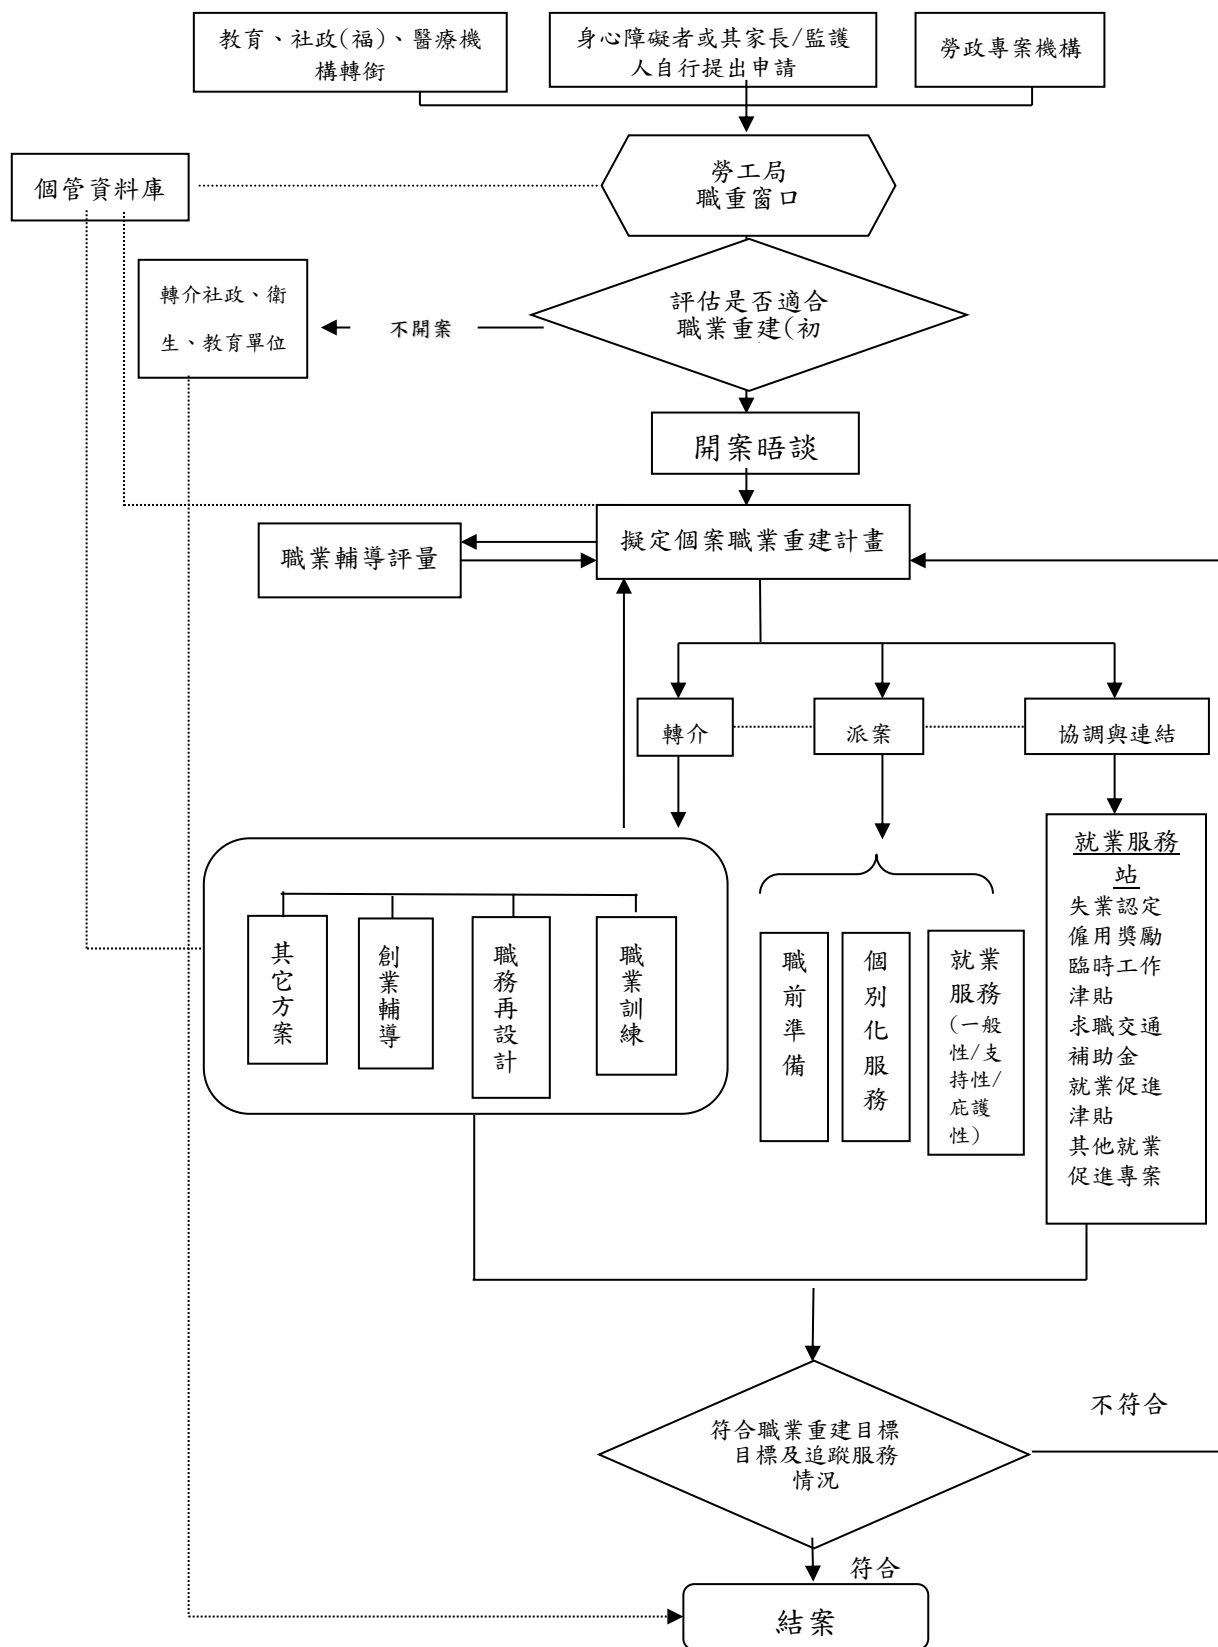 教育、社政(福)、醫療機
構轉銜
身心障礙者或其家長/監護
人自行提出申請
勞政專案機構
個管資料庫
勞工局
職重窗口
轉介社政、衛
生、教育單位
不開案
評估是否適合
職業重建(初
開案晤談
職業輔導評量
擬定個案職業重建計畫
轉介
派案
協調與連結
其它方案
創業輔導
職務再設計
職業訓練
職前準備
個別化服務
就業
服務
(一般
性/支
持性/
庇護
性)
就業服務
站
失業認定
僱用獎勵
臨時工作
津貼
求職交通
補助金
就業促進
津貼
其他就業
促進專案
符合職業重建目標
目標及追蹤服務
情況
不符合
符合
結案